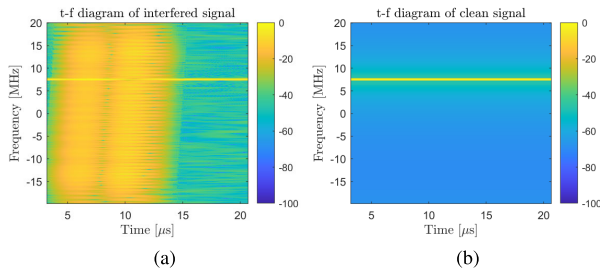 t-f diagram of interfered signal
20
15
10
5
0
-5
-10
-15
Frequency [MHz]
5 10 15 20
Time [μs]
0
-20
-40
-60
-80
-100
(a)
t-f diagram of clean signal
20
15
10
5
0
-5
-10
-15
Frequency [MHz]
5 10 15 20
Time [μs]
0
-20
-40
-60
-80
-100
(b)